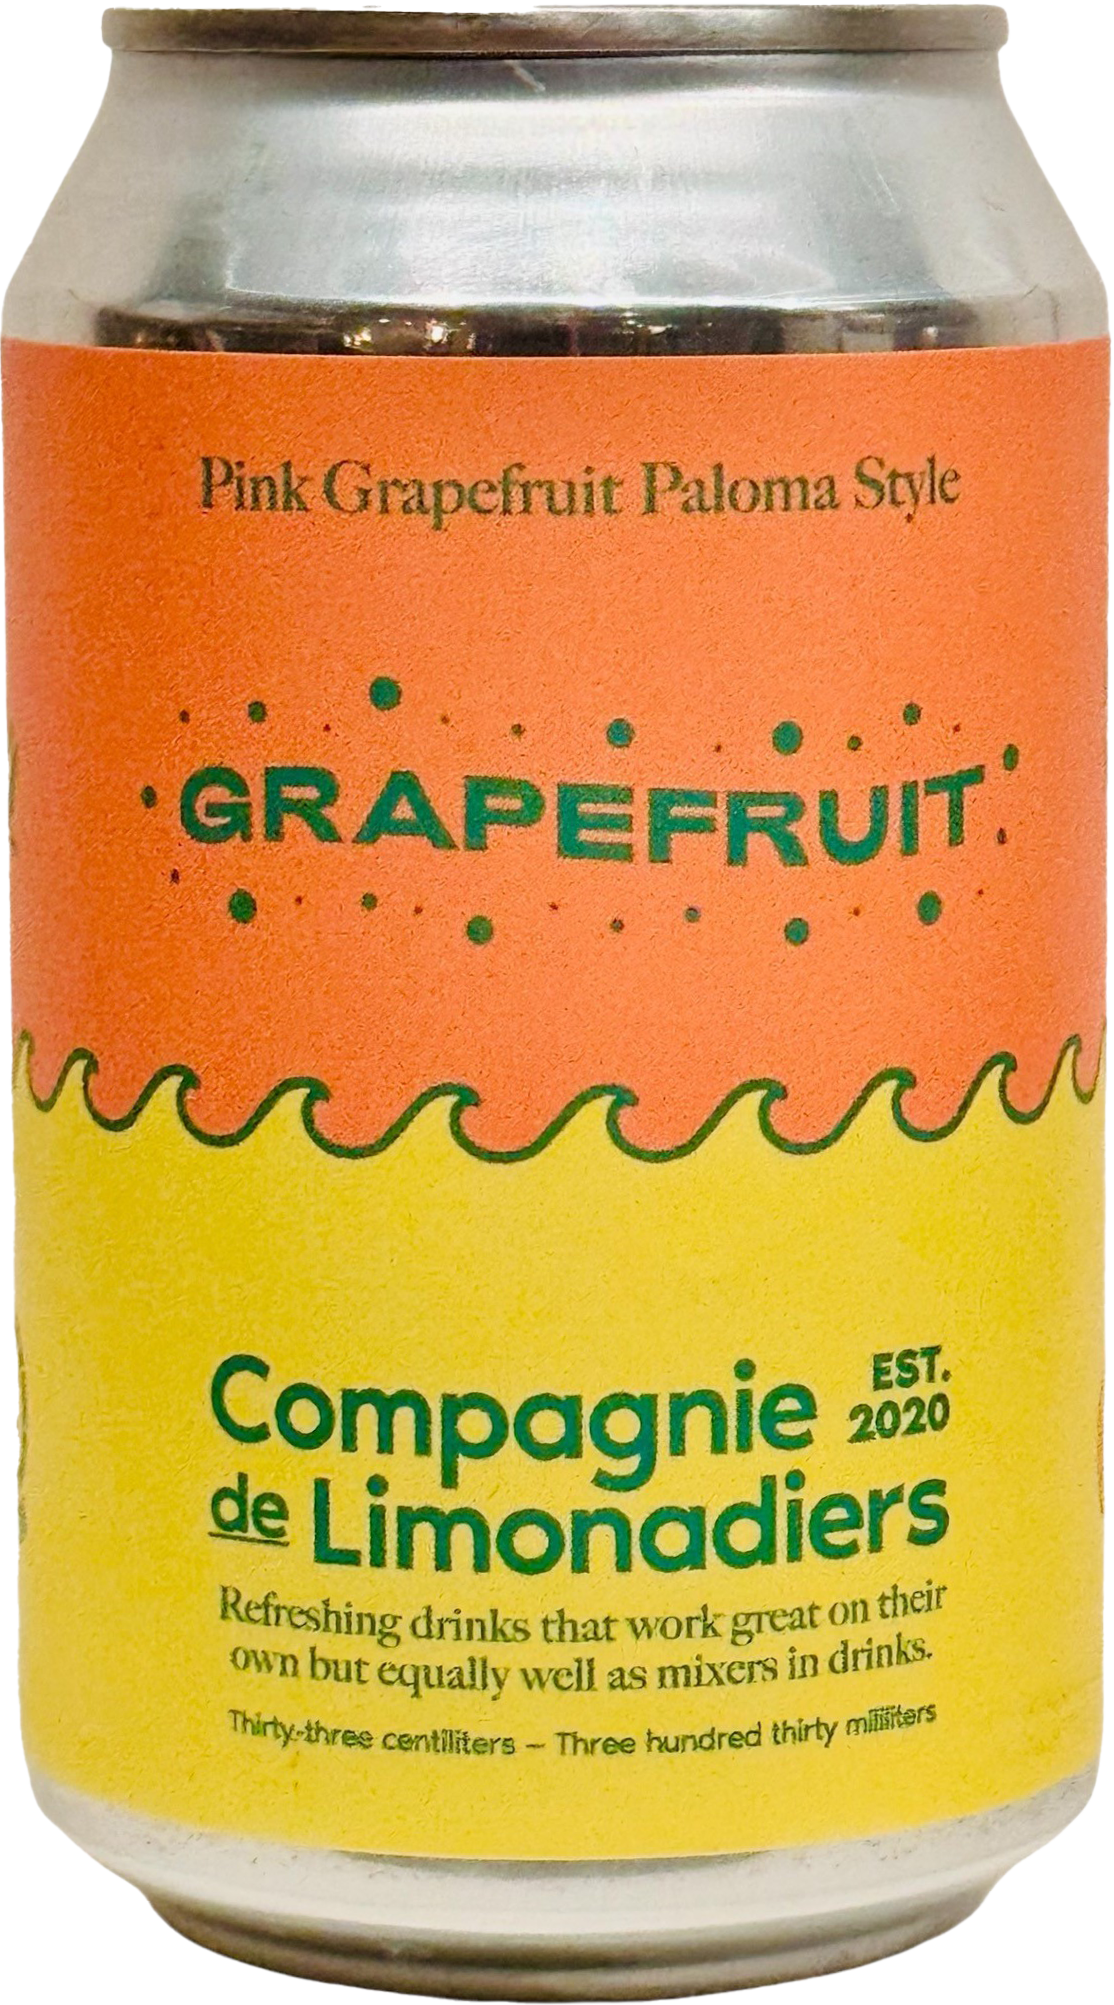 Pink Grapefruit Paloma Style
GRAPEFRUIT
Compagnie EST.
2020
de Limonadiers
Refreshing drinks that work great on their
own but equally well as mixers in drinks.
Thirty-three centiliters – Three hundred thirty milliliters